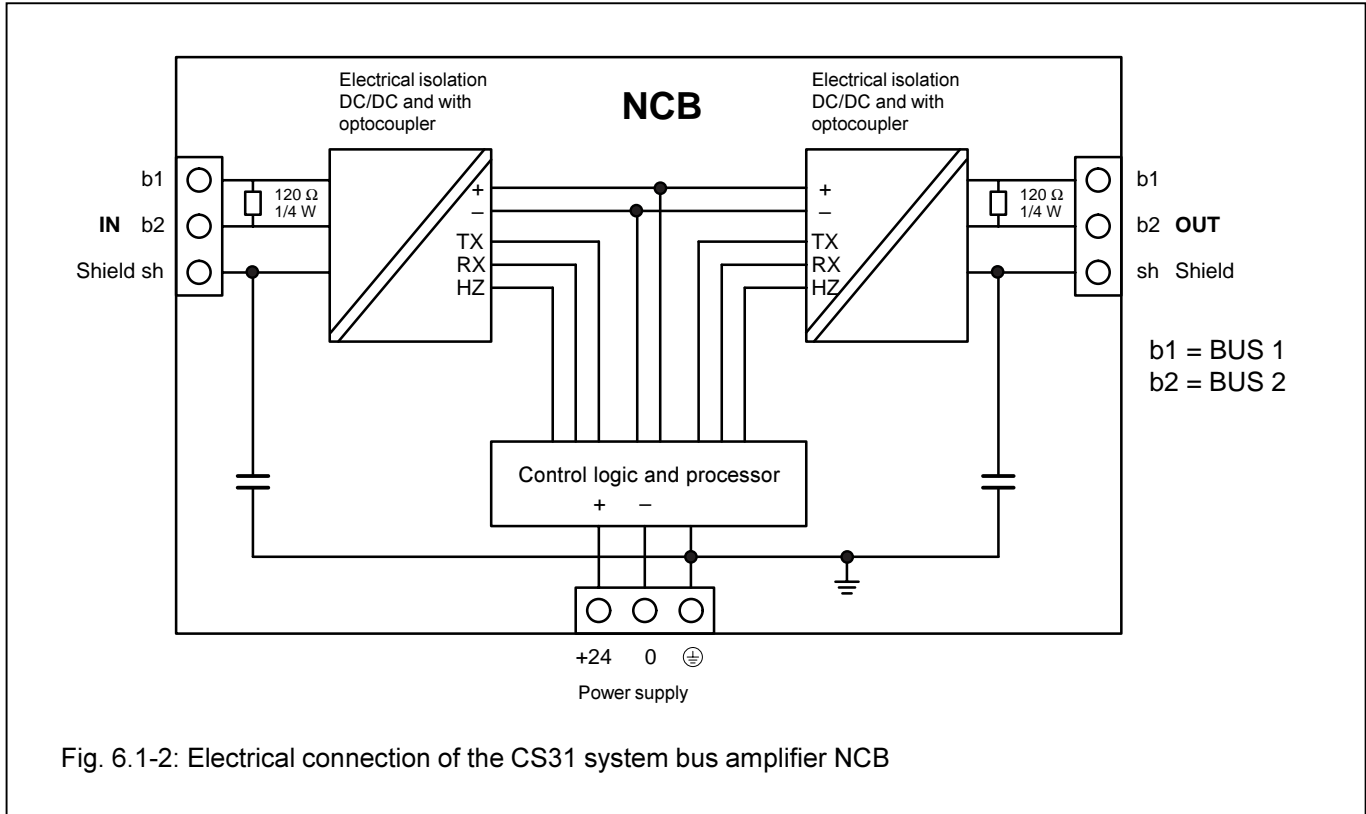 Electrical isolation
DC/DC and with
optocoupler
NCB
Electrical isolation
DC/DC and with
optocoupler
b1
IN b2
Shield sh
120 Ω
1/4 W
+
–
TX
RX
HZ
+
–
TX
RX
HZ
120 Ω
1/4 W
b1
b2 OUT
sh Shield
b1 = BUS 1
b2 = BUS 2
Control logic and processor
+ –
+24 0
Power supply
Fig. 6.1-2: Electrical connection of the CS31 system bus amplifier NCB